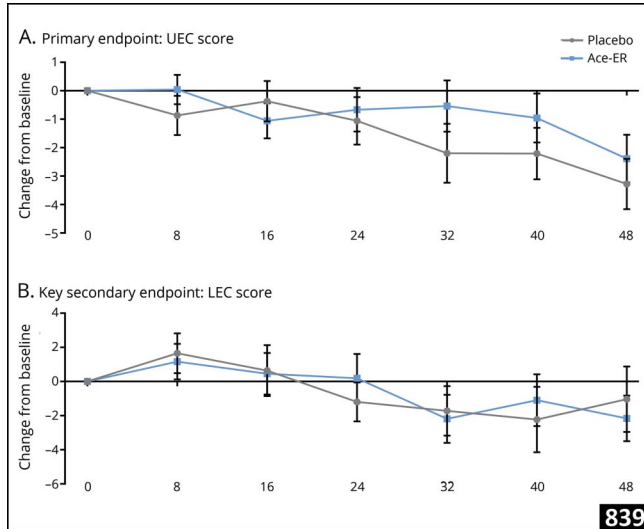 A. Primary endpoint: UEC score
Placebo
Ace-ER
Change from baseline
1
0
−1
−2
−3
−4
−5
0 8 16 24 32 40 48
B. Key secondary endpoint: LEC score
Change from baseline
4
2
0
−2
−4
−6
0 8 16 24 32 40 48
839